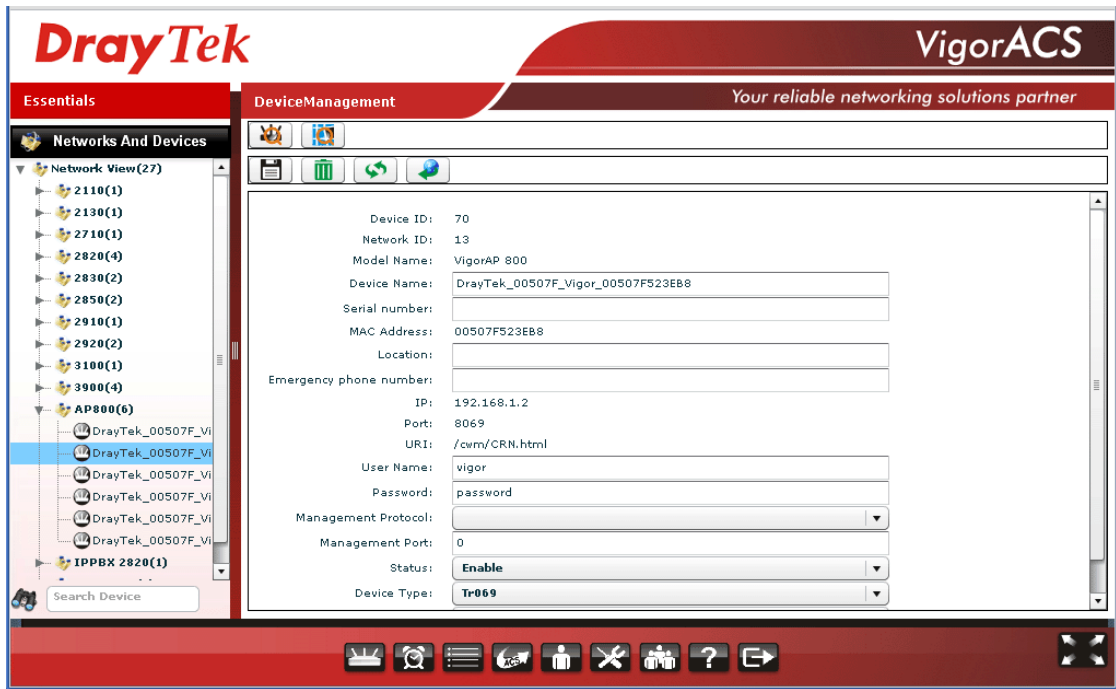 DrayTek
VigorACS
Your reliable networking solutions partner
Essentials
DeviceManagement
Networks And Devices
Network View(27)
2110(1)
2130(1)
2710(1)
2820(4)
2830(2)
2850(2)
2910(1)
2920(2)
3100(1)
3900(4)
AP800(6)
DrayTek_00507F_Vi
DrayTek_00507F_Vi
DrayTek_00507F_Vi
DrayTek_00507F_Vi
DrayTek_00507F_Vi
DrayTek_00507F_Vi
IPPBX 2820(1)
Search Device
Device ID: 70
Network ID: 13
Model Name: VigorAP 800
Device Name: DrayTek_00507F_Vigor_00507F523EB8
Serial number:
MAC Address: 00507F523EB8
Location:
Emergency phone number:
IP: 192.168.1.2
Port: 8069
URI: /cwm/CRN.html
User Name: vigor
Password: password
Management Protocol:
Management Port: 0
Status: Enable
Device Type: Tr069
ACS
?